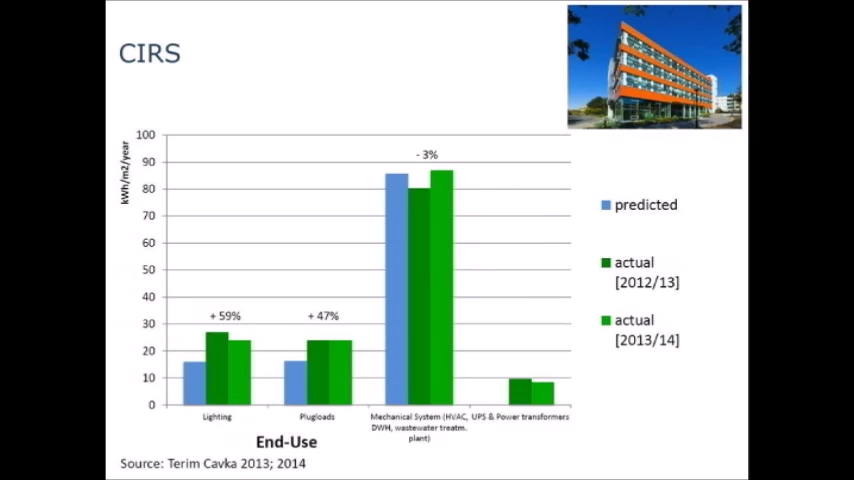 CIRS
kWh/m2/year
100
90
80
70
60
50
40
30
20
10
0
+ 59%
+ 47%
- 3%
Lighting
Plugloads
Mechanical System (HVAC,
DWH, wastewater treatm.
plant)
UPS & Power transformers
End-Use
predicted
actual
[2012/13]
actual
[2013/14]
Source: Terim Cavka 2013; 2014